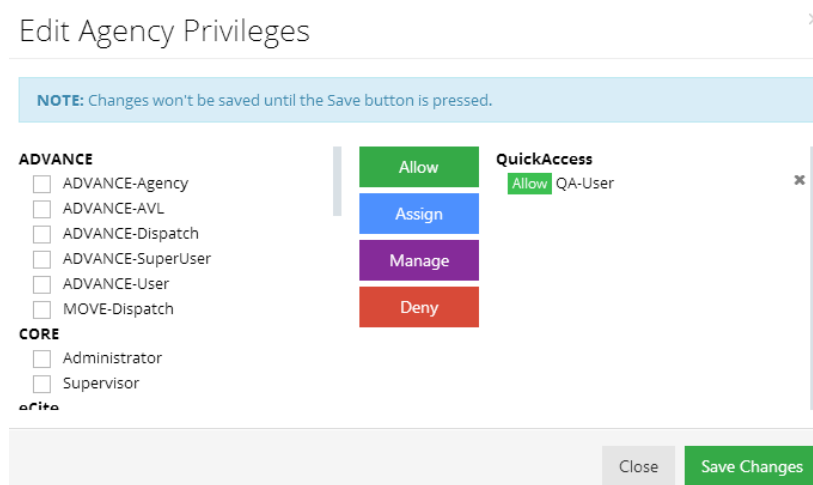 Edit Agency Privileges
NOTE: Changes won't be saved until the Save button is pressed.
ADVANCE
ADVANCE-Agency
ADVANCE-AVL
ADVANCE-Dispatch
ADVANCE-SuperUser
ADVANCE-User
MOVE-Dispatch
CORE
Administrator
Supervisor
eCite
Allow
Assign
Manage
Deny
QuickAccess
Allow QA-User
Close
Save Changes